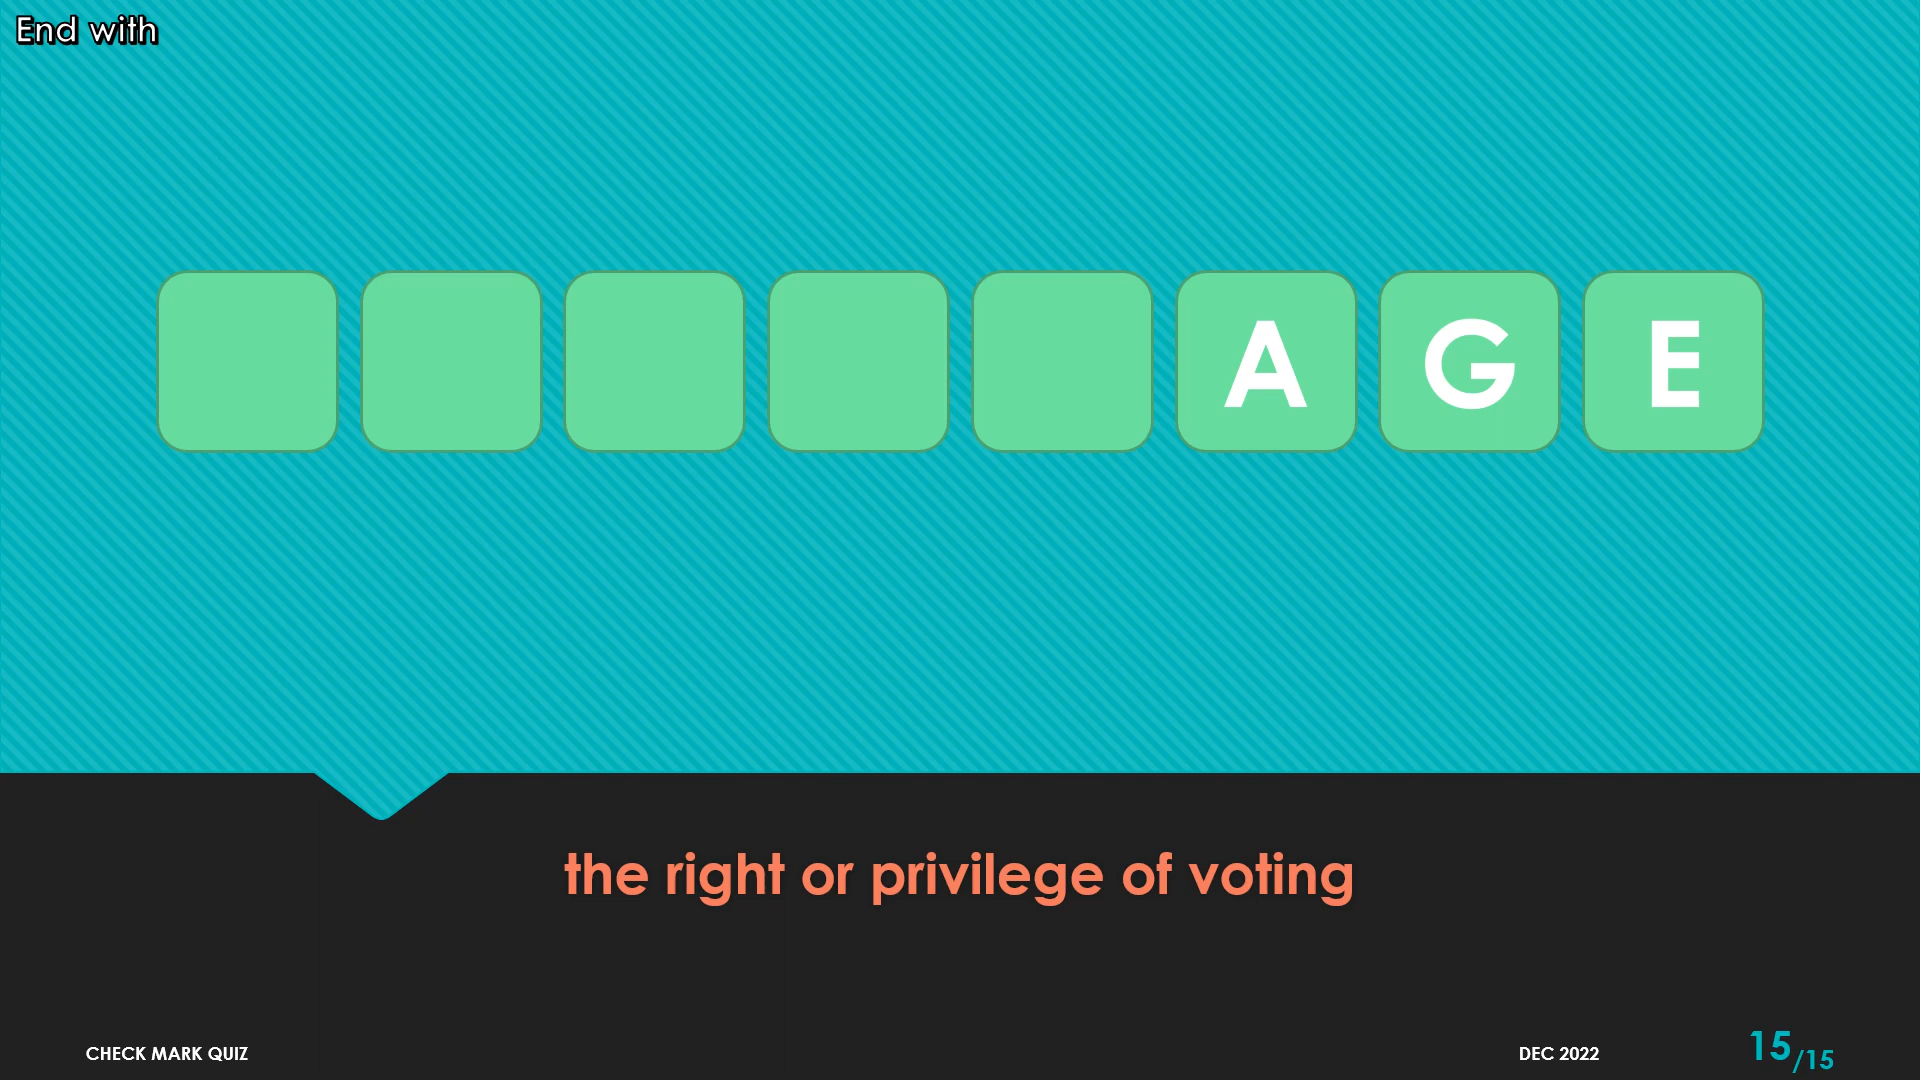 End with
A G E
the right or privilege of voting
CHECK MARK QUIZ
DEC 2022
15/15